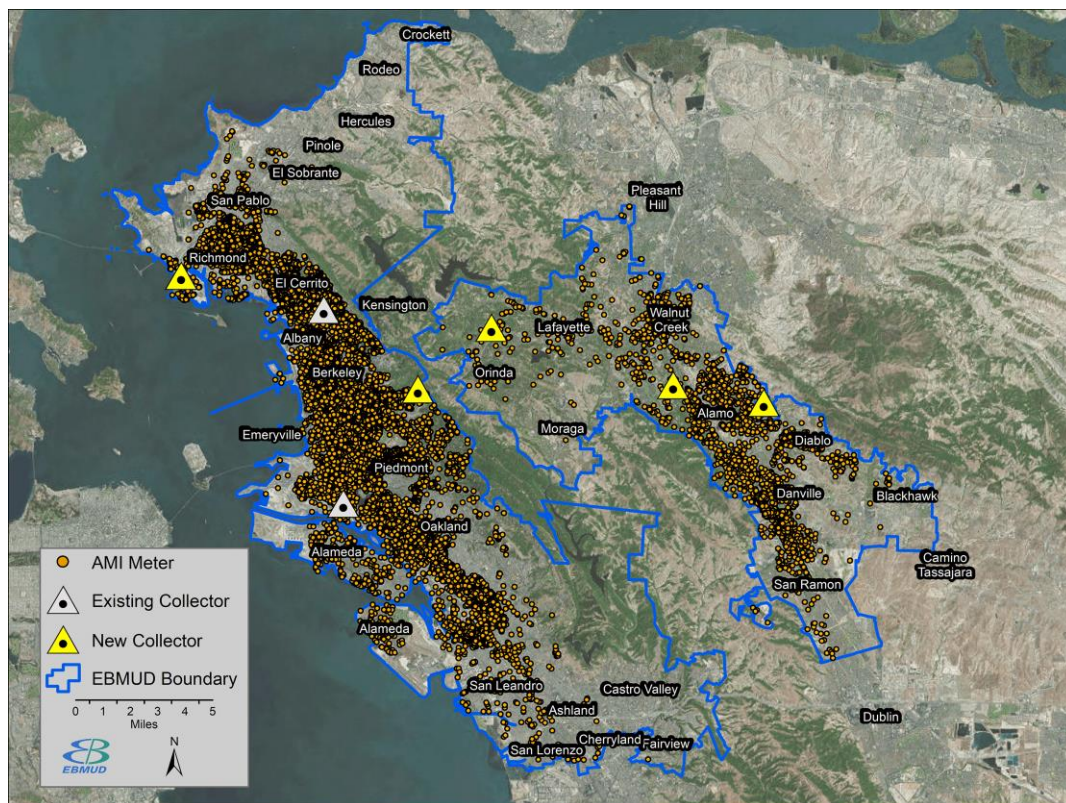 Crockett
Rodeo
Hercules
Pinole
El Sobrante
Pleasant
Hill
San Pablo
Richmond
El Cerrito
Kensington
Walnut
Creek
Lafayette
Albany
Berkeley
Orinda
Alamo
Moraga
Emeryville
Diablo
Piedmont
Danville
Blackhawk
Oakland
Alameda
Camino
Tassajara
San Ramon
Alameda
San Leandro
Castro Valley
Ashland
Dublin
Cherryland
Fairview
San Lorenzo
AMI Meter
Existing Collector
New Collector
EBMUD Boundary
0 1 2 3 4 5
Miles
N
EBMUD